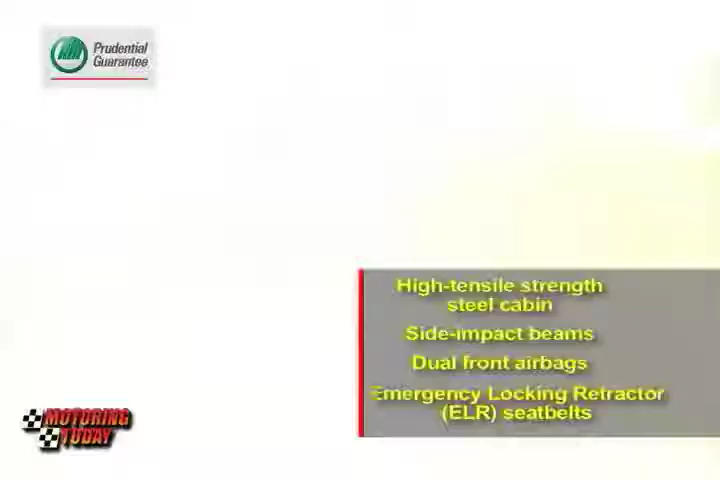 Prudential
Guarantee
High-tensile strength
steel cabin
Side-impact beams
Dual front airbags
Emergency Locking Retractor
(ELR) seatbelts
MOTORING
TODAY